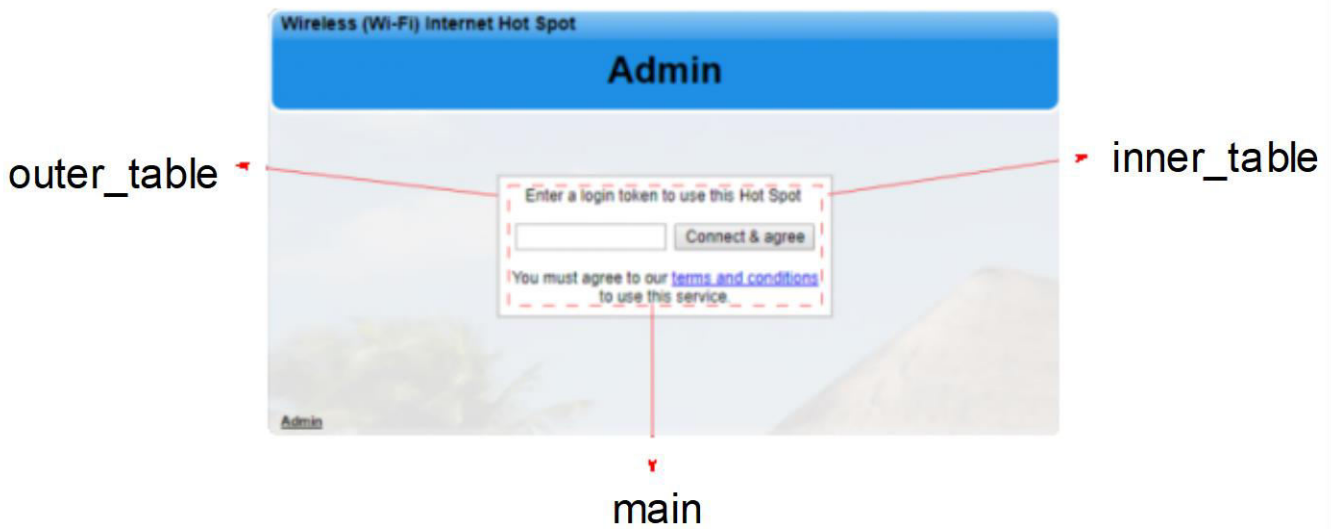 Wireless (Wi-Fi) Internet Hot Spot
Admin
outer_table
inner_table
Enter a login token to use this Hot Spot
Connect & agree
You must agree to our terms and conditions
to use this service.
Admin
main